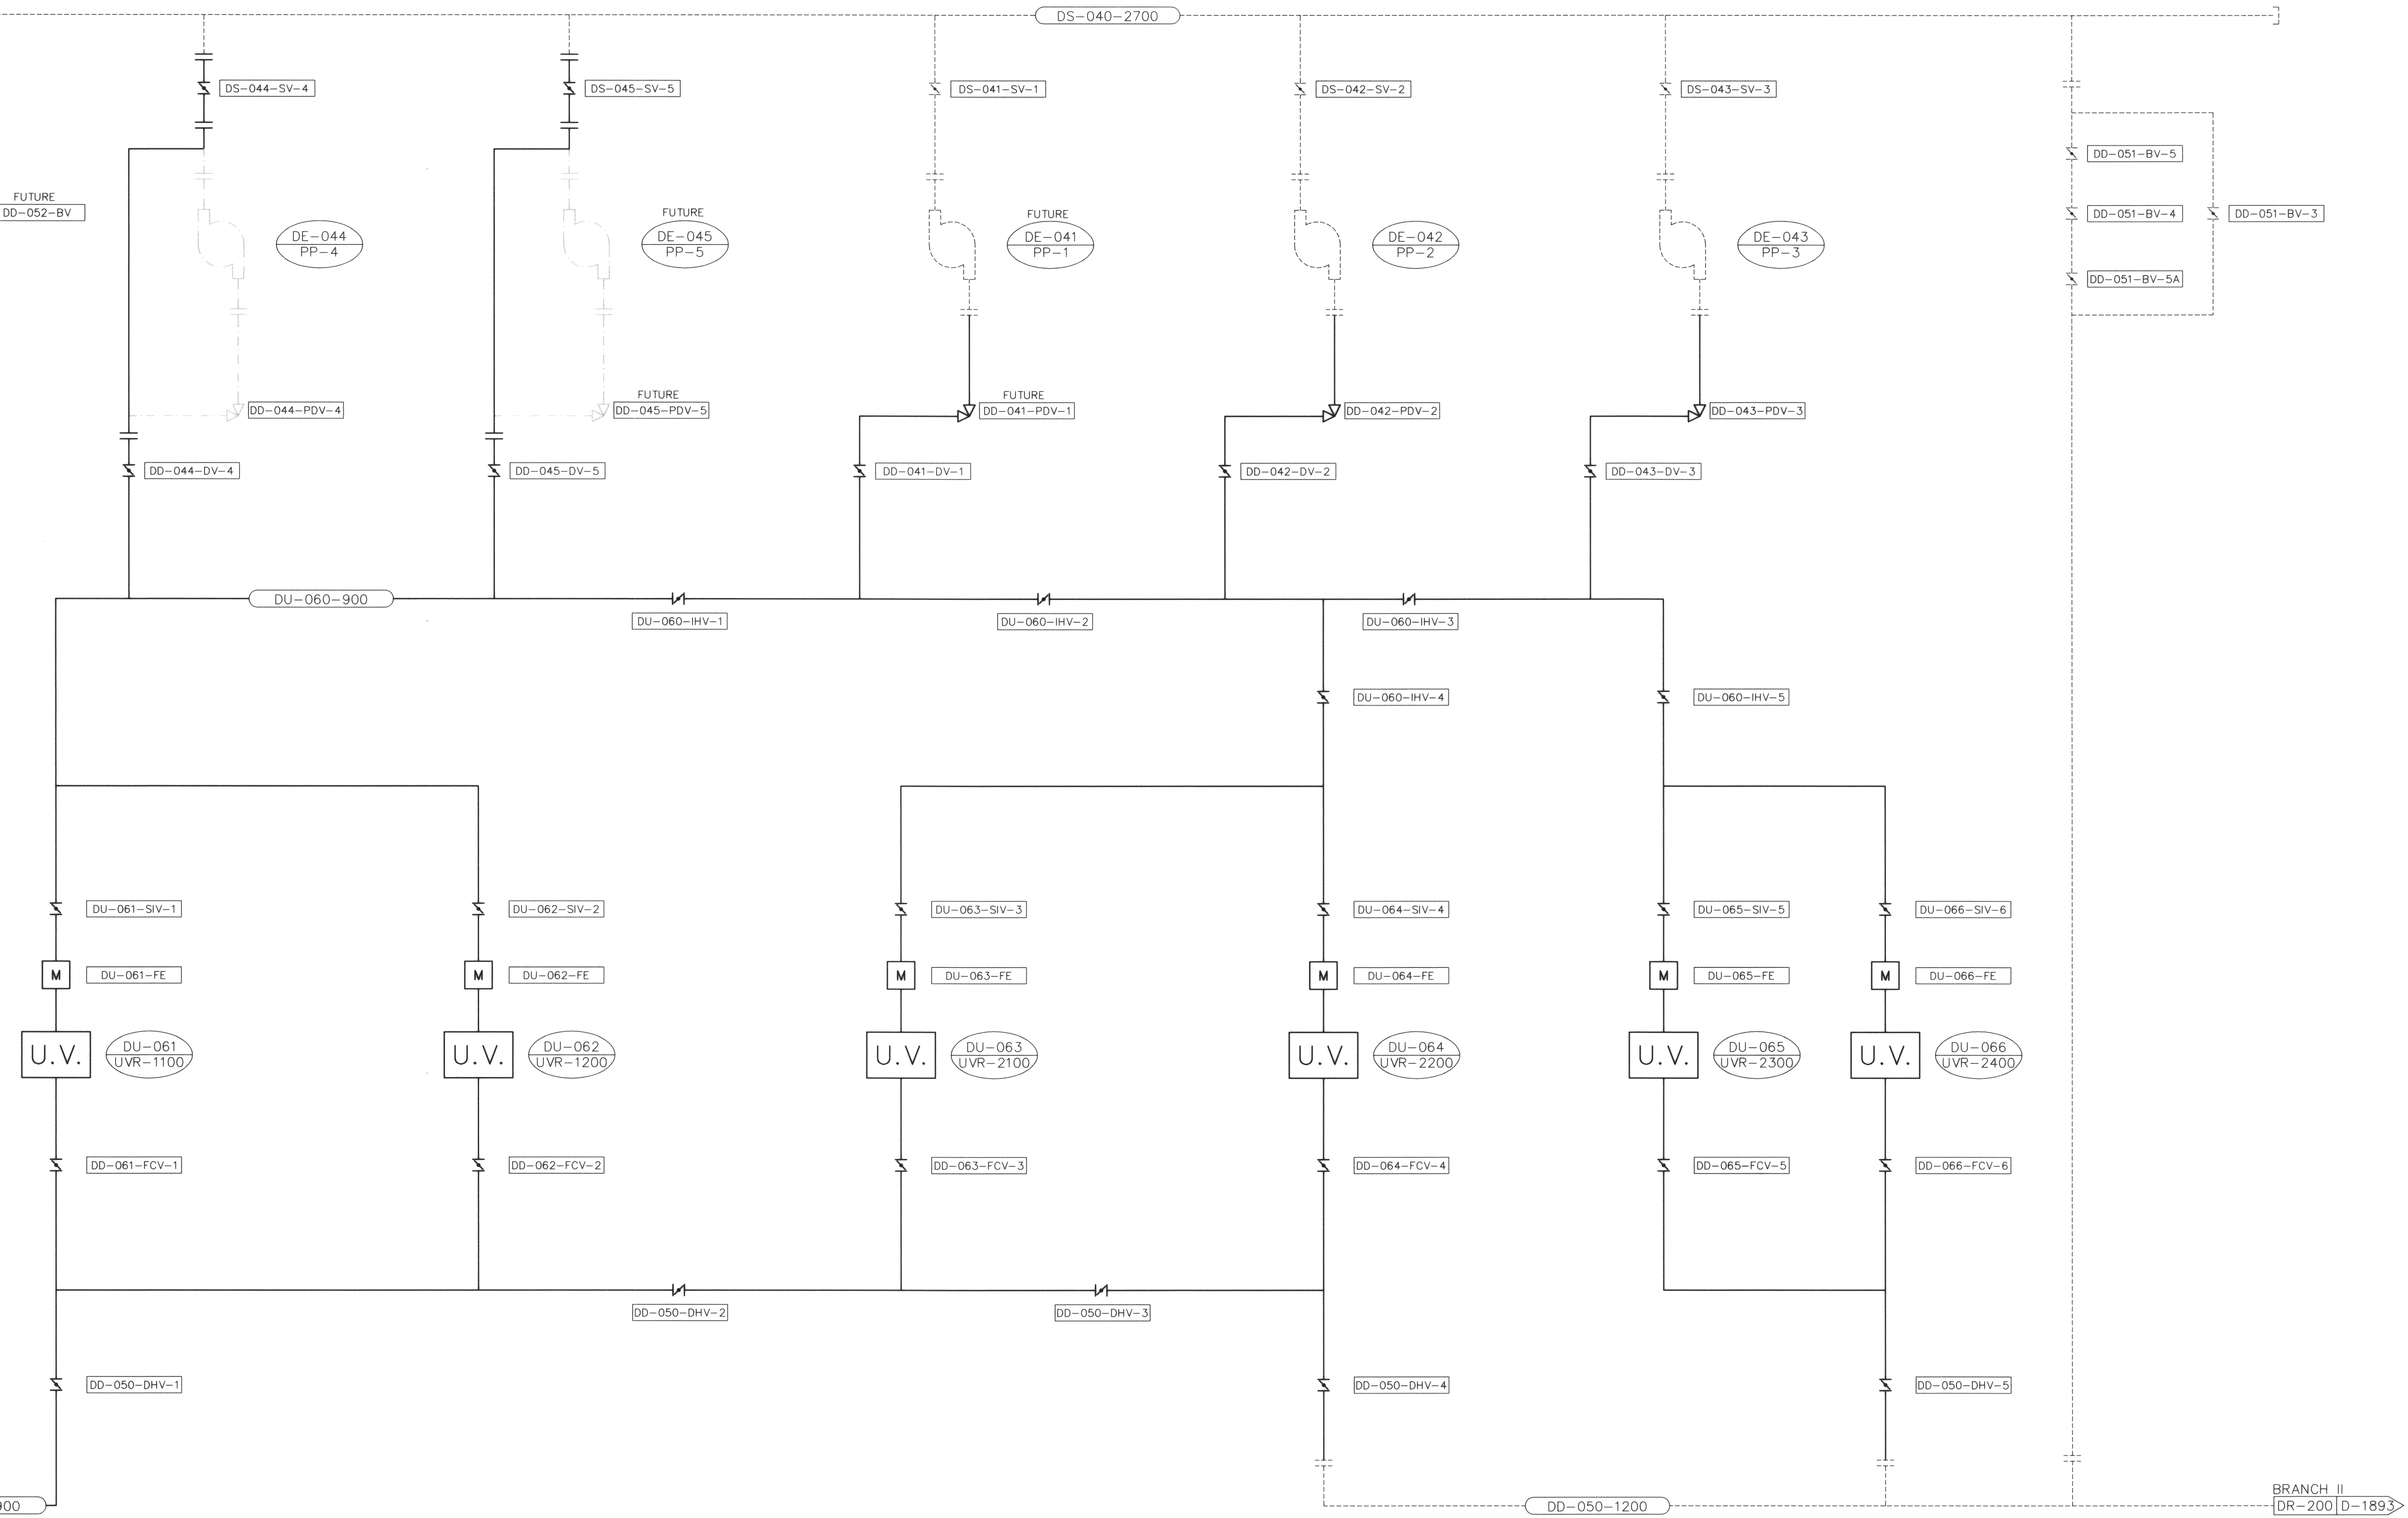 DS-040-2700
DS-044-SV-4
DS-045-SV-5
DS-041-SV-1
DS-042-SV-2
DS-043-SV-3
DD-051-BV-5
FUTURE
DD-052-BV
DD-051-BV-4
DD-051-BV-3
DE-044
PP-4
FUTURE
DE-045
PP-5
FUTURE
DE-041
PP-1
DE-042
PP-2
DE-043
PP-3
DD-051-BV-5A
DD-044-PDV-4
FUTURE
DD-045-PDV-5
FUTURE
DD-041-PDV-1
DD-042-PDV-2
DD-043-PDV-3
DD-044-DV-4
DD-045-DV-5
DD-041-DV-1
DD-042-DV-2
DD-043-DV-3
DU-060-900
DU-060-IHV-1
DU-060-IHV-2
DU-060-IHV-3
DU-060-IHV-4
DU-060-IHV-5
DU-061-SIV-1
DU-062-SIV-2
DU-063-SIV-3
DU-064-SIV-4
DU-065-SIV-5
DU-066-SIV-6
M
DU-061-FE
M
DU-062-FE
M
DU-063-FE
M
DU-064-FE
M
DU-065-FE
M
DU-066-FE
U.V.
DU-061
UVR-1100
U.V.
DU-062
UVR-1200
U.V.
DU-063
UVR-2100
U.V.
DU-064
UVR-2200
U.V.
DU-065
UVR-2300
U.V.
DU-066
UVR-2400
DD-061-FCV-1
DD-062-FCV-2
DD-063-FCV-3
DD-064-FCV-4
DD-065-FCV-5
DD-066-FCV-6
DD-050-DHV-2
DD-050-DHV-3
DD-050-DHV-1
DD-050-DHV-4
DD-050-DHV-5
900
DD-050-1200
BRANCH II
DR-200 D-1893